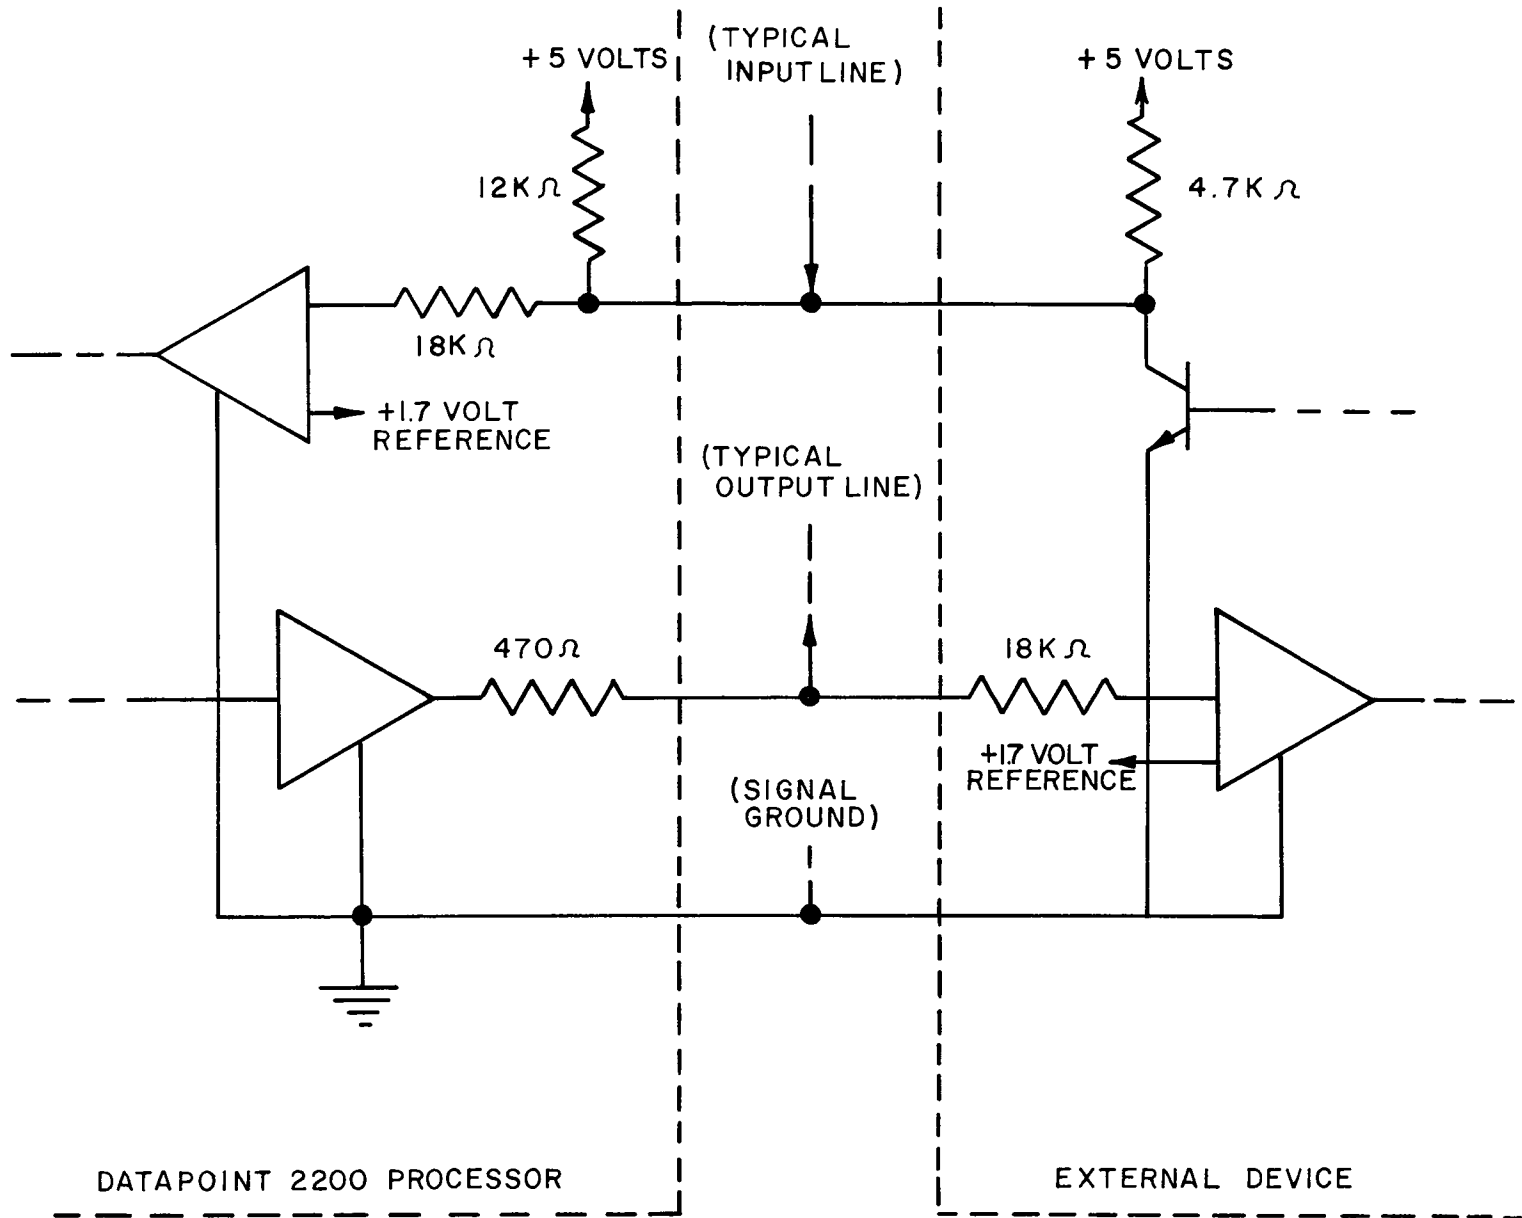 +5 VOLTS
(TYPICAL
INPUT LINE)
+5 VOLTS
12K Ω
4.7K Ω
18K Ω
+1.7 VOLT
REFERENCE
(TYPICAL
OUTPUT LINE)
470Ω
18K Ω
+1.7 VOLT
REFERENCE
(SIGNAL
GROUND)
DATAPOINT 2200 PROCESSOR
EXTERNAL DEVICE